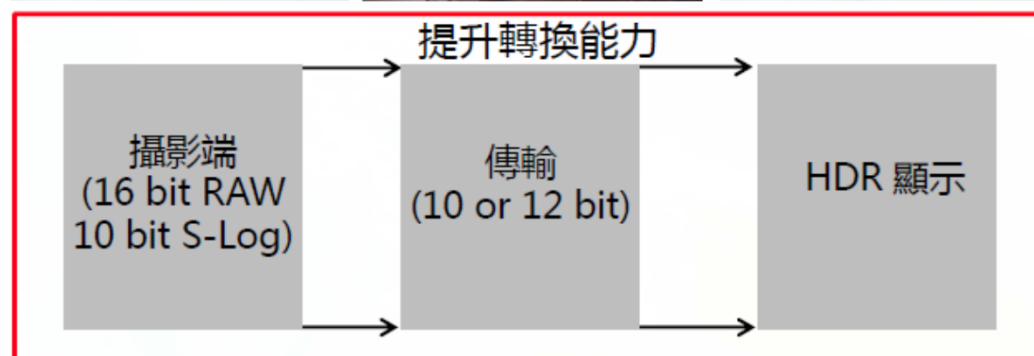 提升轉換能力
攝影端
(16 bit RAW
10 bit S-Log)
傳輸
(10 or 12 bit)
HDR 顯示